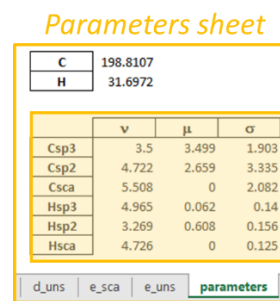 Parameters sheet
C 198.8107
H 31.6972
ν μ σ
Csp3 3.5 3.499 1.903
Csp2 4.722 2.659 3.335
Csca 5.508 0 2.082
Hsp3 4.965 0.062 0.14
Hsp2 3.269 0.608 0.156
Hsca 4.726 0 0.125
d_uns e_sca e_uns parameters